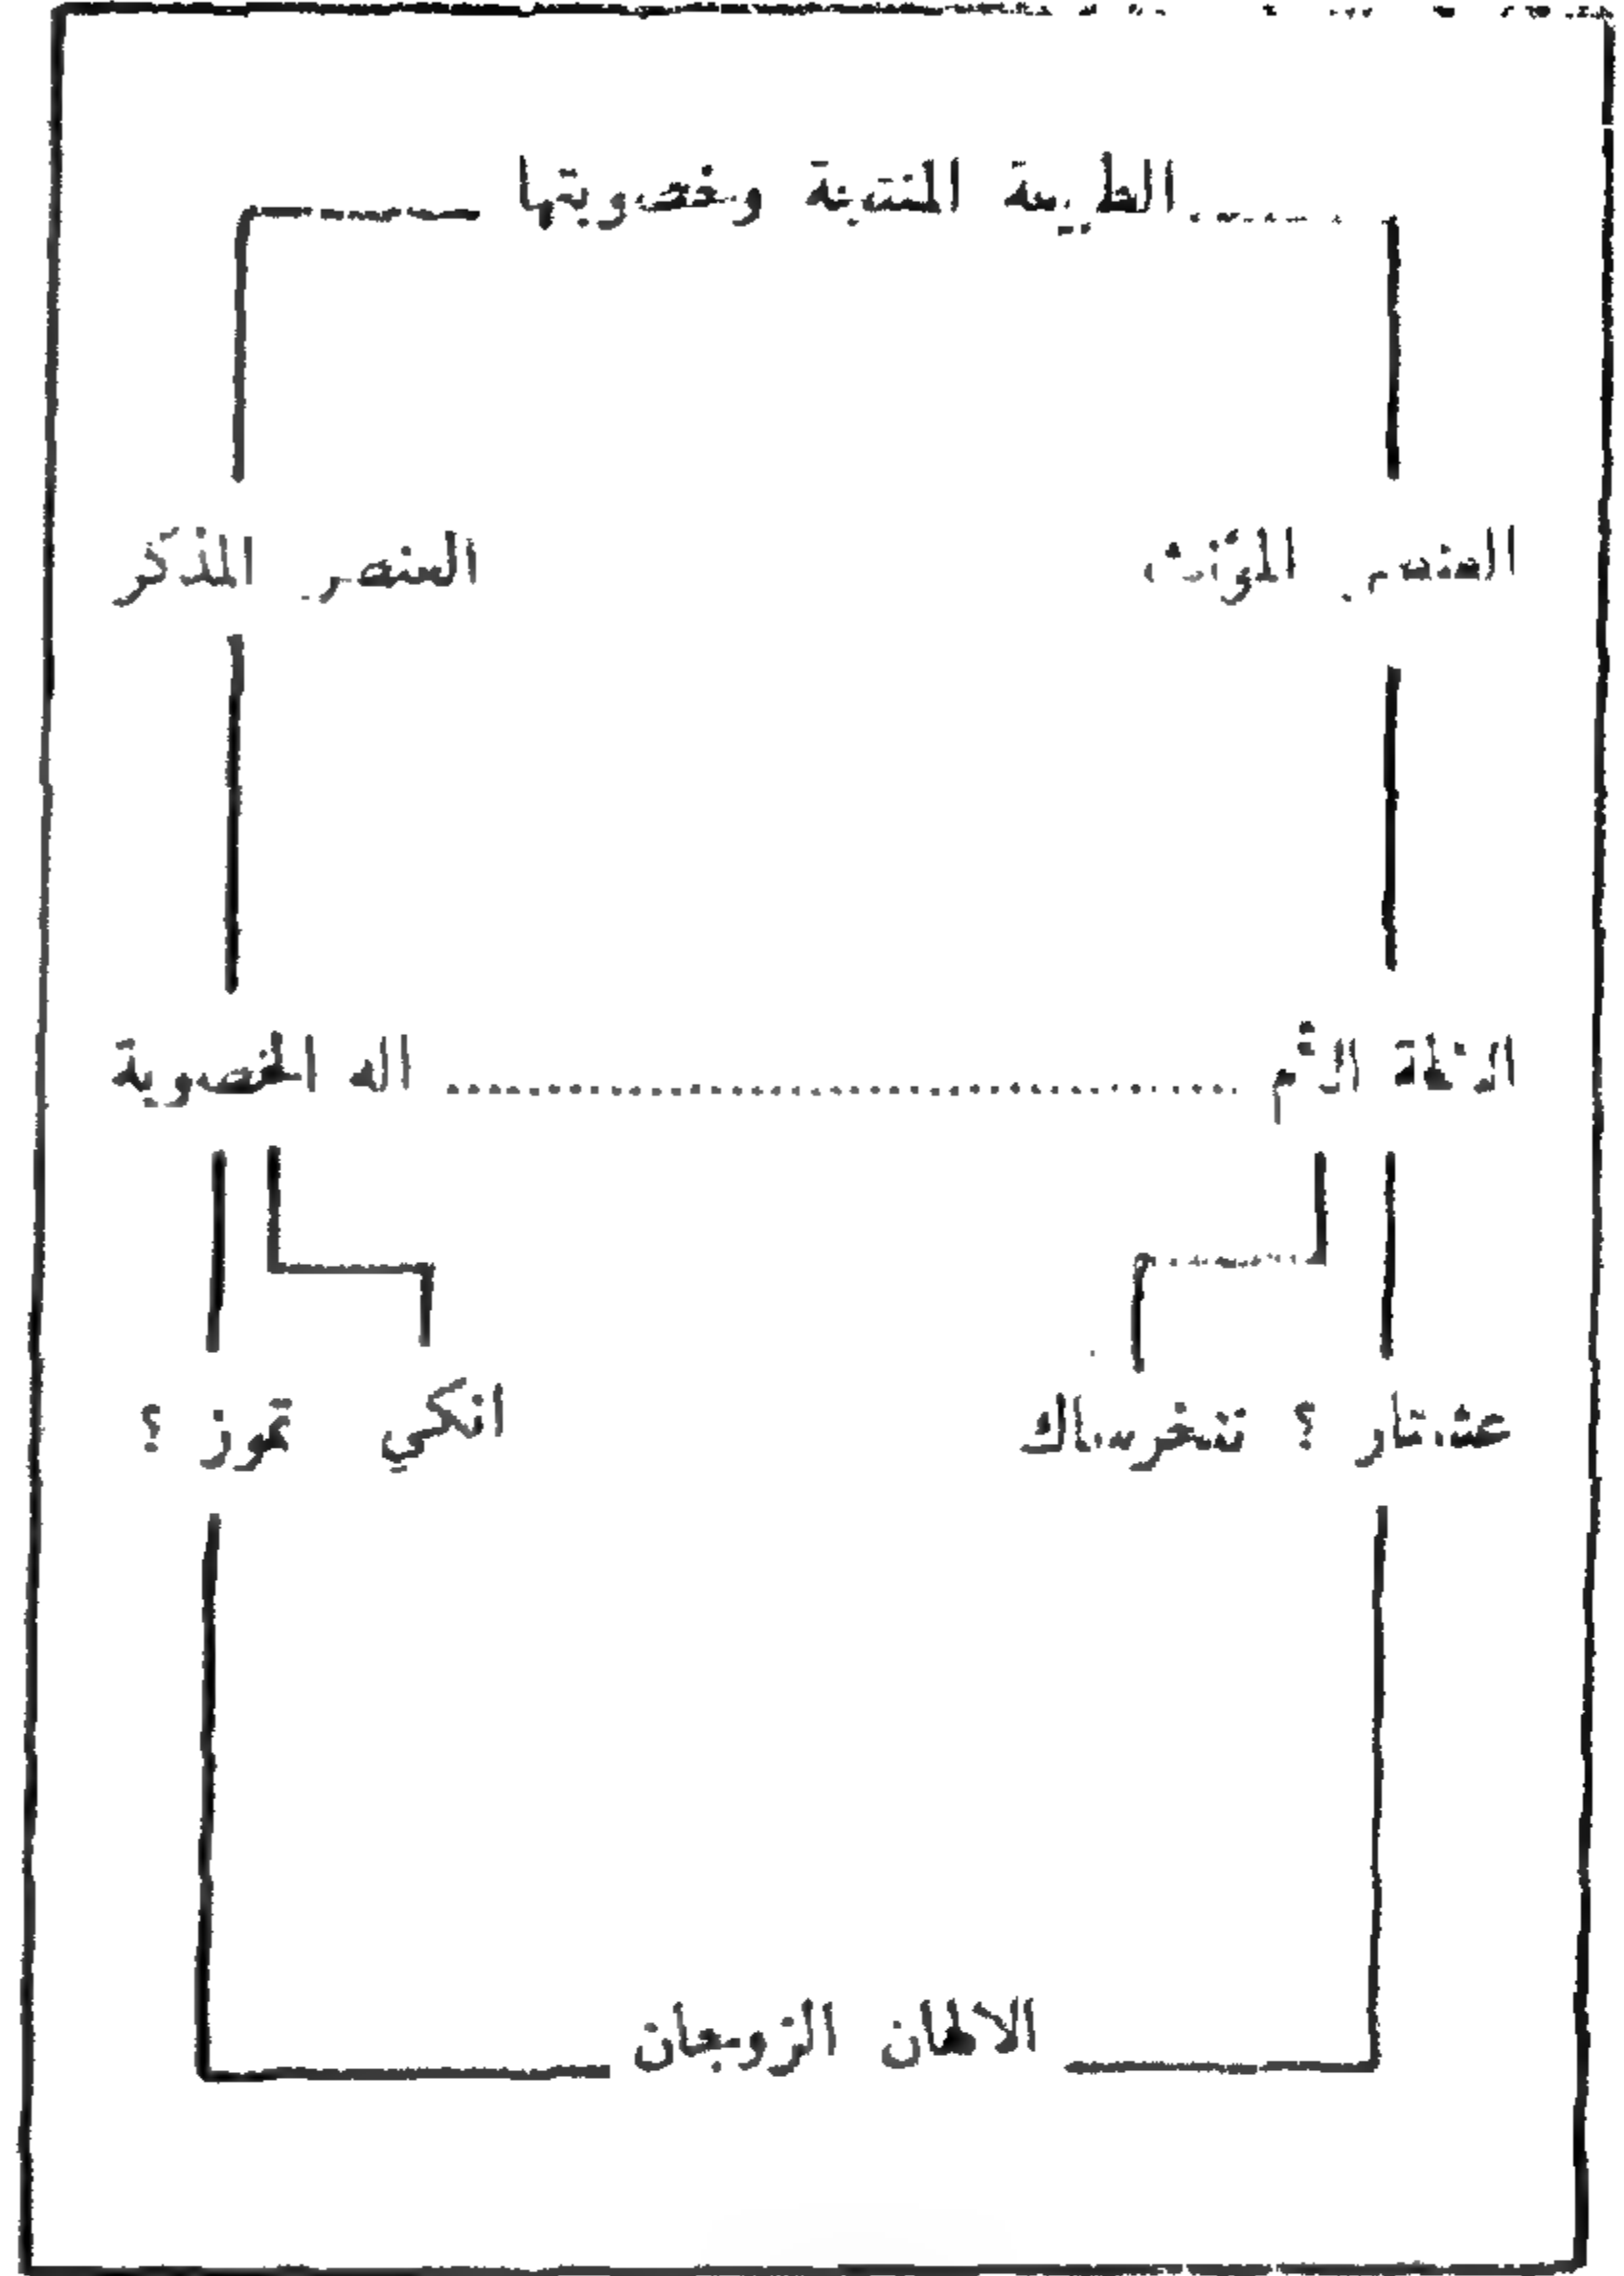 الطبيعة المنتجة وخصوبتها
العنصر المؤنث العنصر المذكر
الالهة الأم اله الخصوبة
عشتار ؟ ننخرساك انكي تموز ؟
الالهان الزوجان